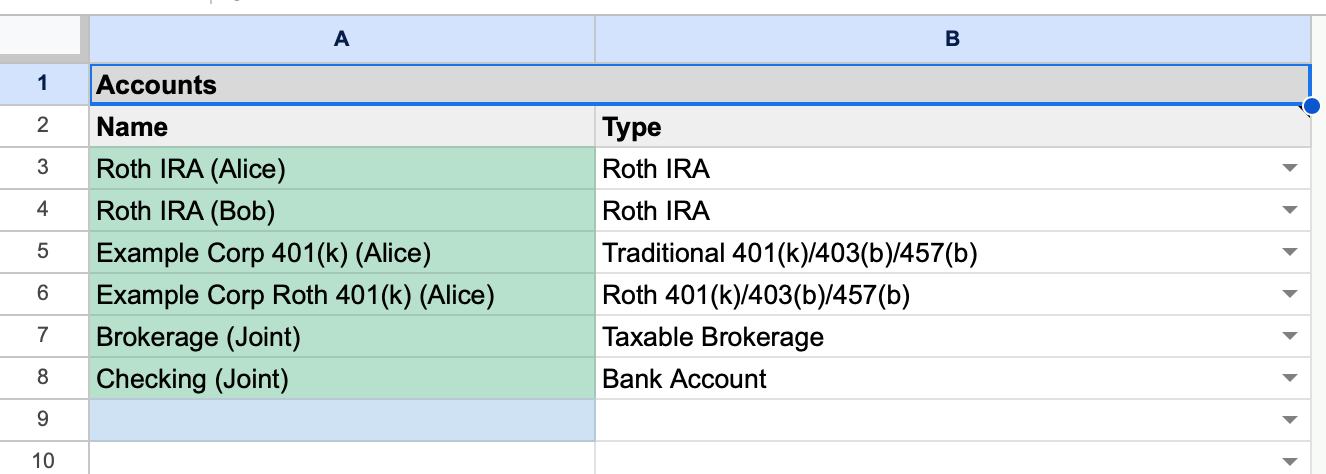 A B
1 Accounts
2 Name Type
3 Roth IRA (Alice) Roth IRA
4 Roth IRA (Bob) Roth IRA
5 Example Corp 401(k) (Alice) Traditional 401(k)/403(b)/457(b)
6 Example Corp Roth 401(k) (Alice) Roth 401(k)/403(b)/457(b)
7 Brokerage (Joint) Taxable Brokerage
8 Checking (Joint) Bank Account
9
10